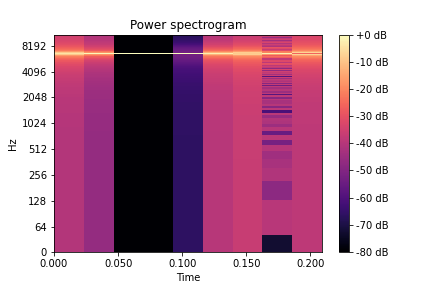 Power spectrogram
8192
4096
2048
1024
512
256
128
64
0
Hz
0.000 0.050 0.100 0.150 0.200
Time
+0 dB
-10 dB
-20 dB
-30 dB
-40 dB
-50 dB
-60 dB
-70 dB
-80 dB